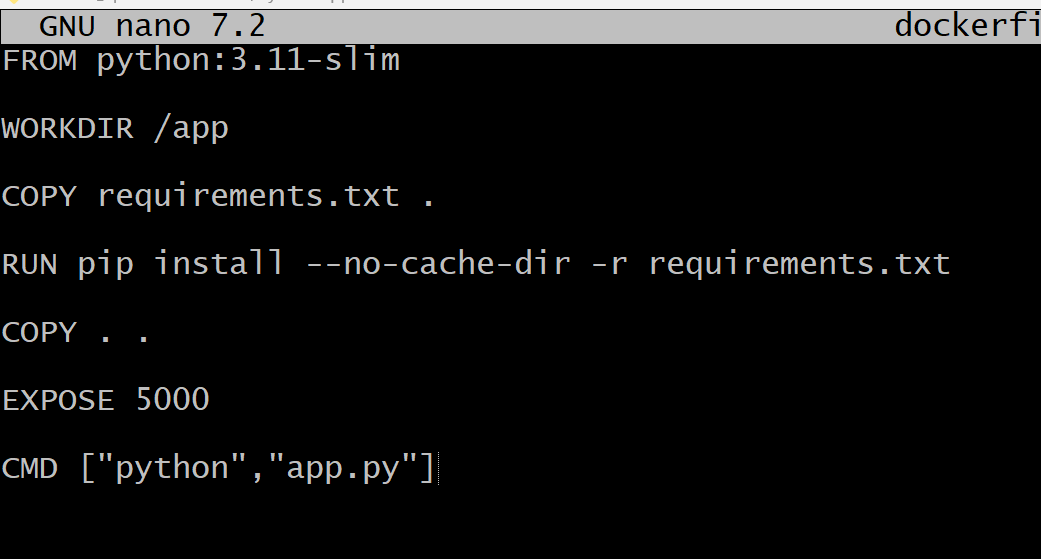 GNU nano 7.2 dockerfi
FROM python:3.11-slim
WORKDIR /app
COPY requirements.txt .
RUN pip install --no-cache-dir -r requirements.txt
COPY . .
EXPOSE 5000
CMD ["python","app.py"]